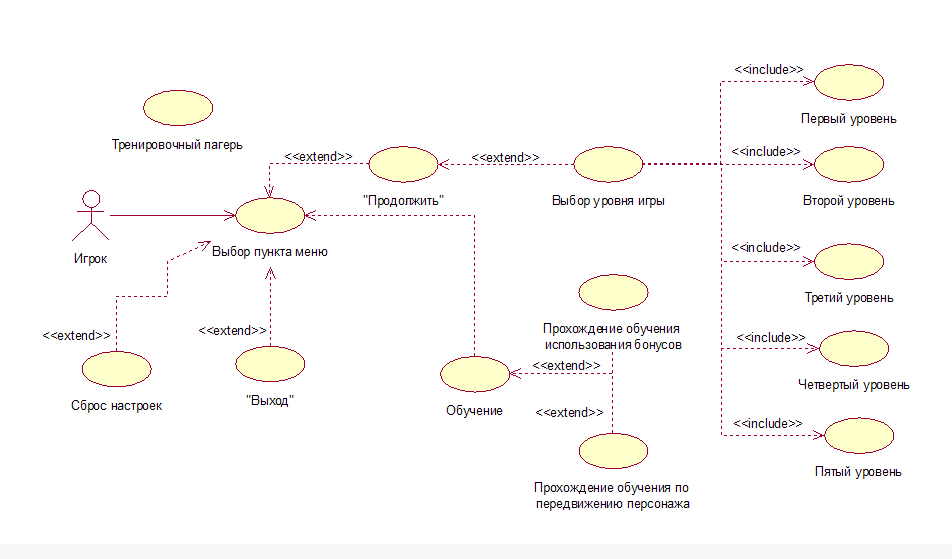 <<include>>
Первый уровень
Тренировочный лагерь
<<extend>>
<<extend>>
<<include>>
"Продолжить"
Выбор уровня игры
Второй уровень
Игрок
Выбор пункта меню
<<include>>
Третий уровень
<<extend>>
<<extend>>
Прохождение обучения
использования бонусов
<<include>>
<<extend>>
Четвертый уровень
Сброс настроек
"Выход"
Обучение
<<extend>>
<<include>>
Пятый уровень
Прохождение обучения по
передвижению персонажа